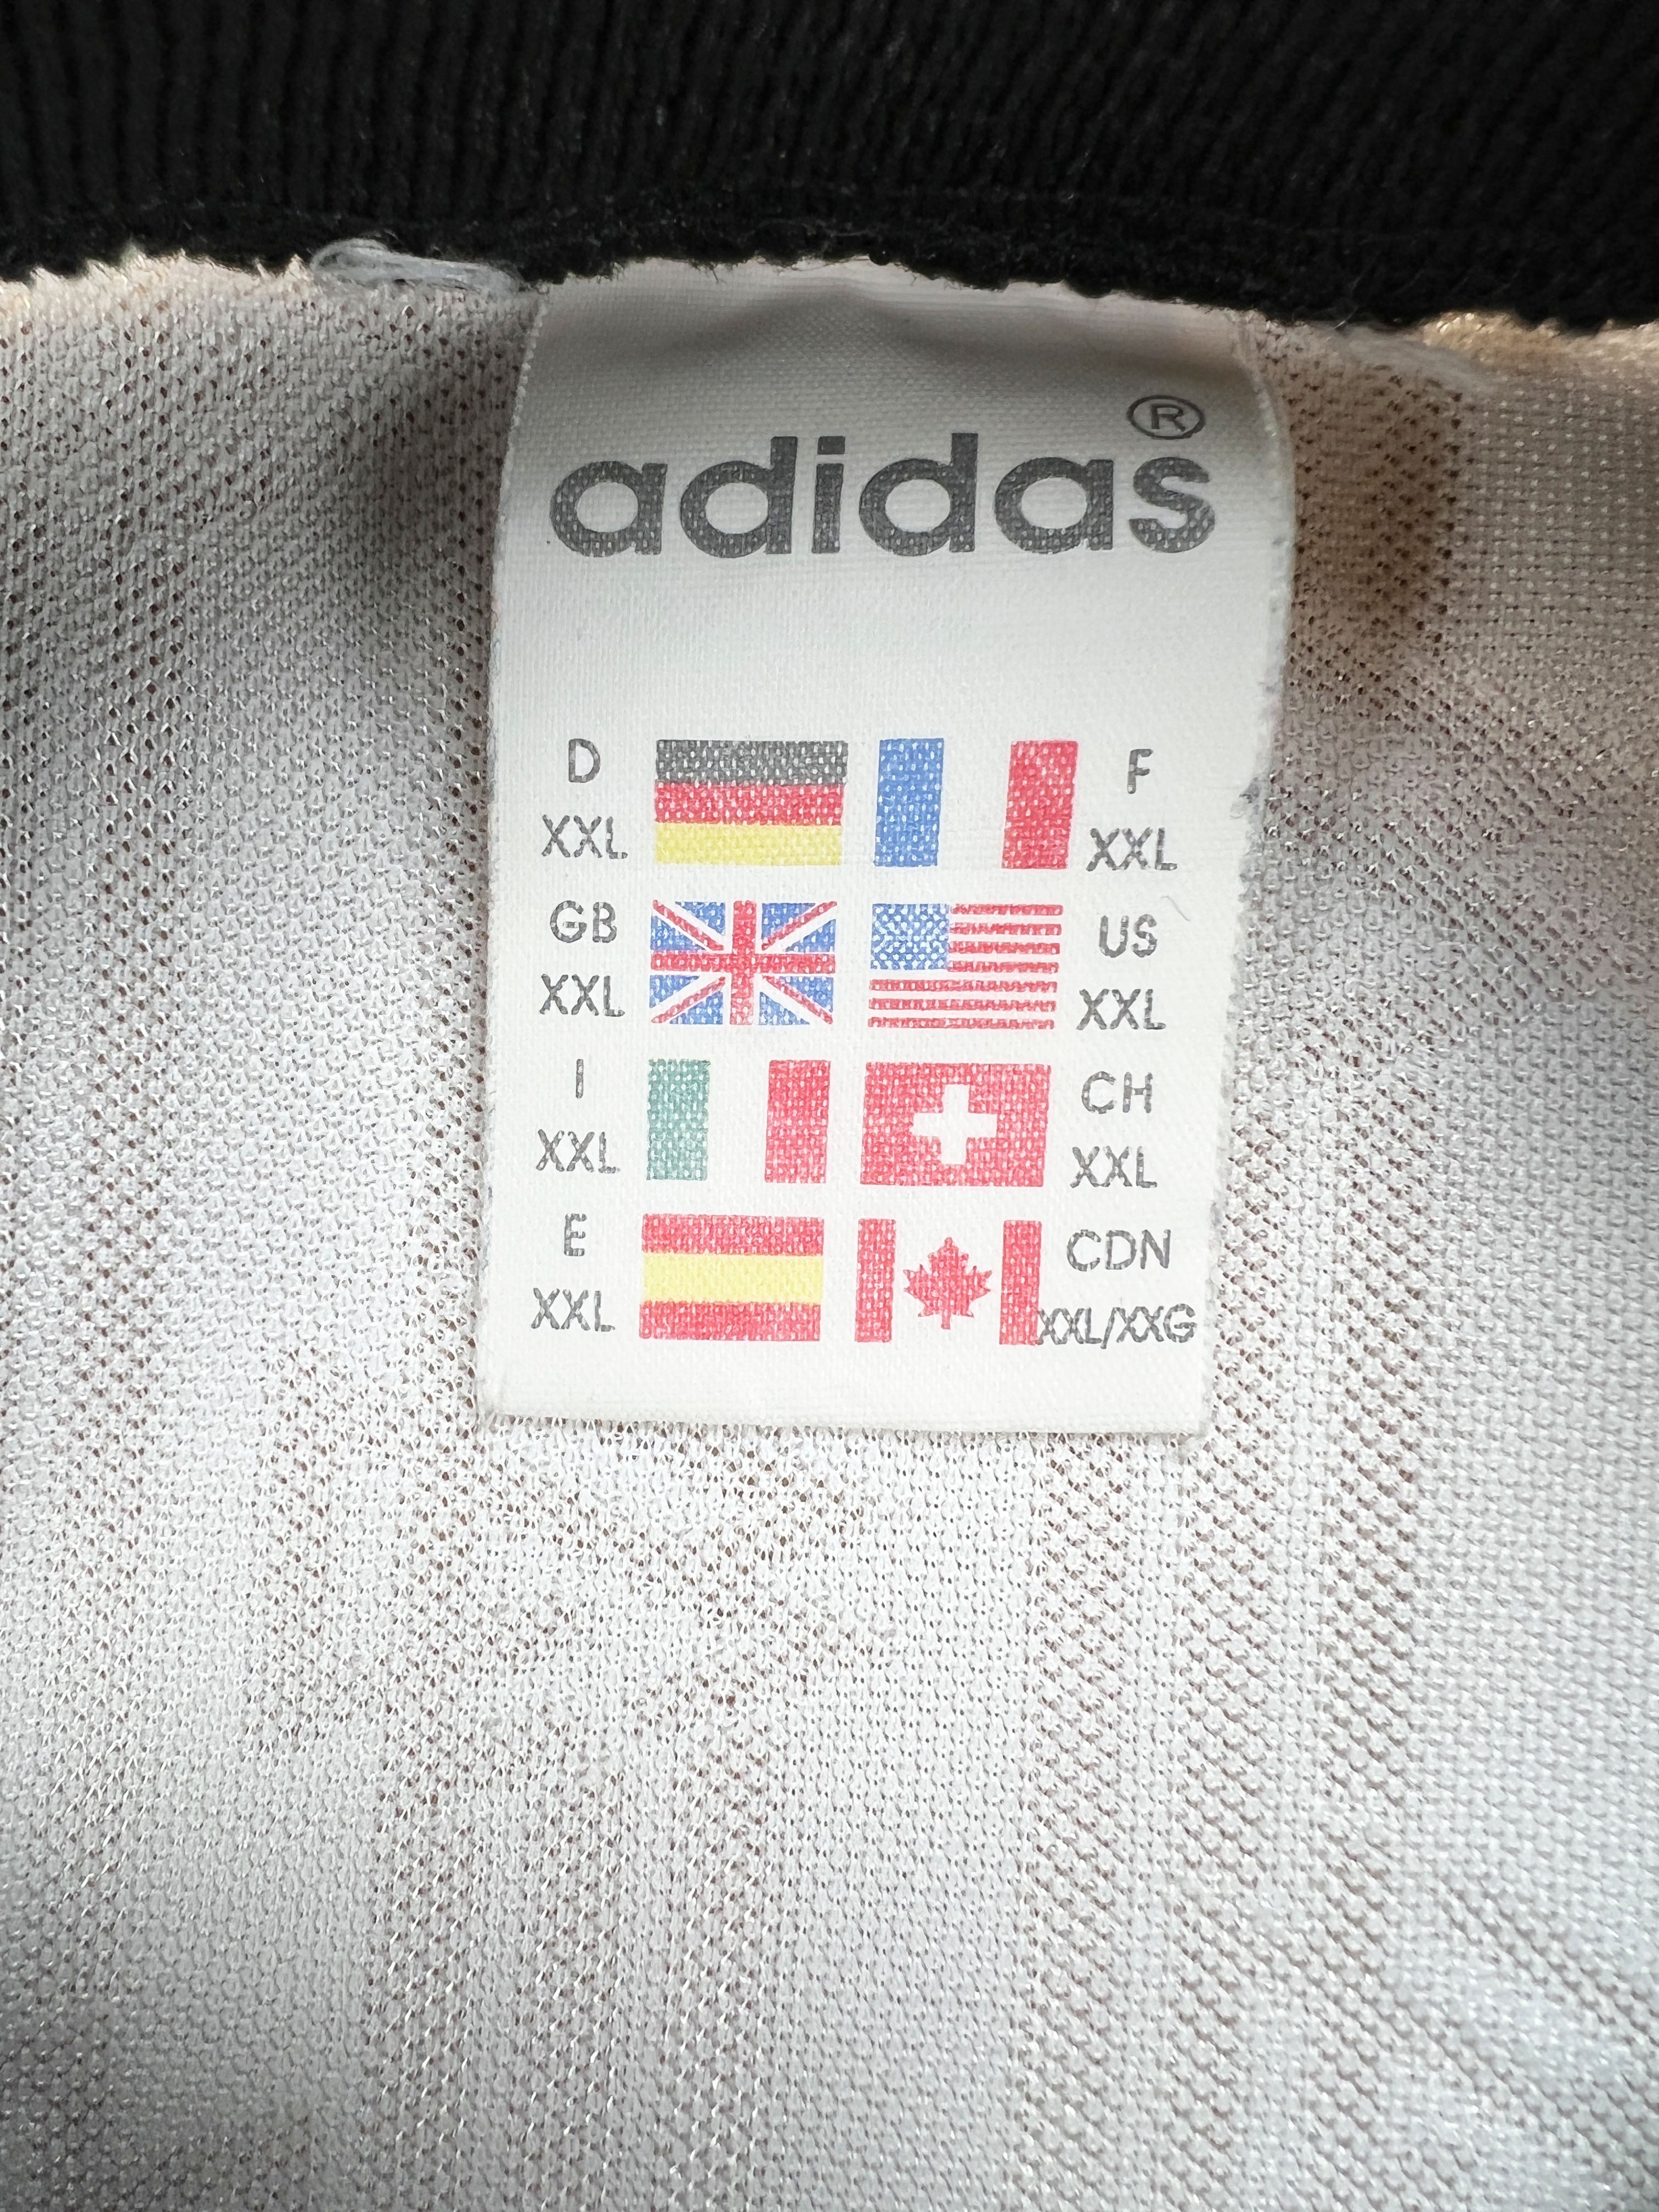 adidas®
D F
XXL XXL
GB US
XXL XXL
I CH
XXL XXL
E CDN
XXL XXL/XXG